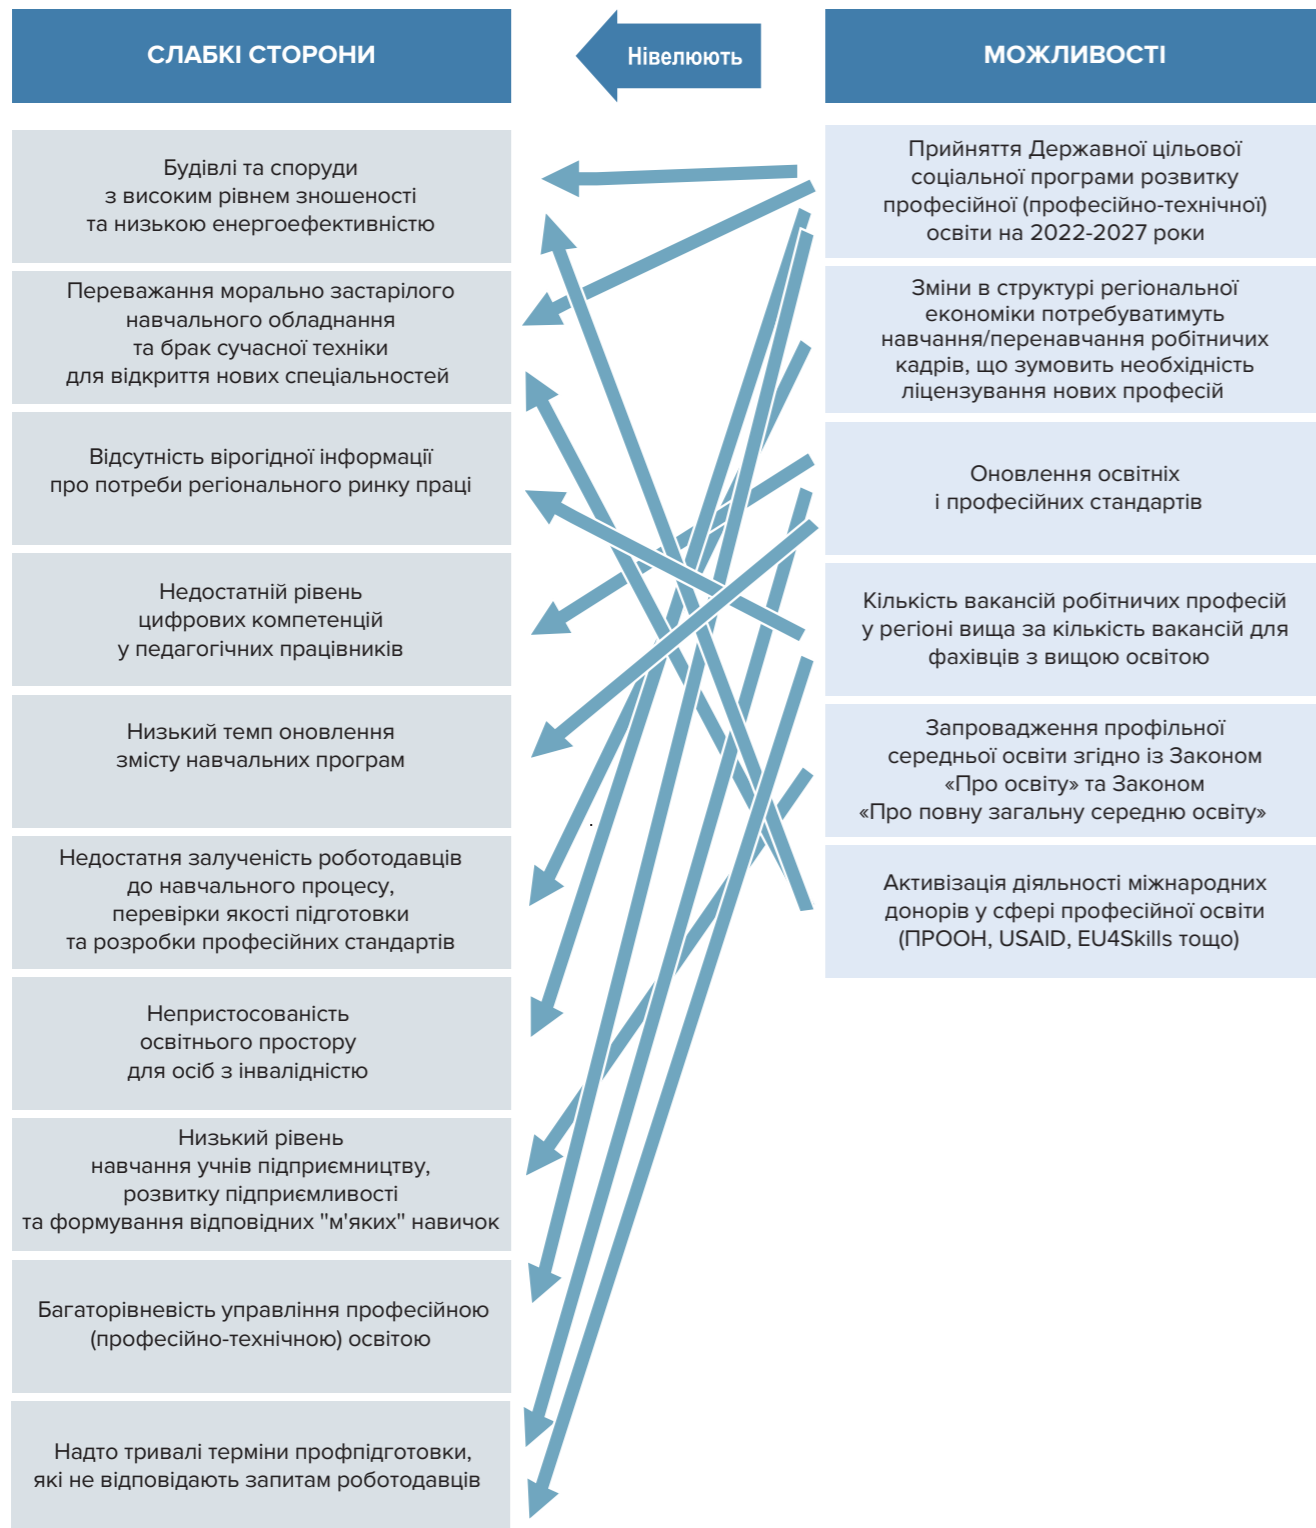 СЛАБКІ СТОРОНИ
Нівелюють
МОЖЛИВОСТІ
Будівлі та споруди
з високим рівнем зношеності
та низькою енергоефективністю
Переважання морально застарілого
навчального обладнання
та брак сучасної техніки
для відкриття нових спеціальностей
Відсутність вірогідної інформації
про потреби регіонального ринку праці
Недостатній рівень
цифрових компетенцій
у педагогічних працівників
Низький темп оновлення
змісту навчальних програм
Недостатня залученість роботодавців
до навчального процесу,
перевірки якості підготовки
та розробки професійних стандартів
Непристосованість
освітнього простору
для осіб з інвалідністю
Низький рівень
навчання учнів підприємництву,
розвитку підприємливості
та формування відповідних "м'яких" навичок
Багаторівневість управління професійною
(професійно-технічною) освітою
Надто тривалі терміни профпідготовки,
які не відповідають запитам роботодавців
Прийняття Державної цільової
соціальної програми розвитку
професійної (професійно-технічної)
освіти на 2022-2027 роки
Зміни в структурі регіональної
економіки потребуватимуть
навчання/перенавчання робітничих
кадрів, що зумовить необхідність
ліцензування нових професій
Оновлення освітніх
і професійних стандартів
Кількість вакансій робітничих професій
у регіоні вища за кількість вакансій для
фахівців з вищою освітою
Запровадження профільної
середньої освіти згідно із Законом
«Про освіту» та Законом
«Про повну загальну середню освіту»
Активізація діяльності міжнародних
донорів у сфері професійної освіти
(ПРООН, USAID, EU4Skills тощо)